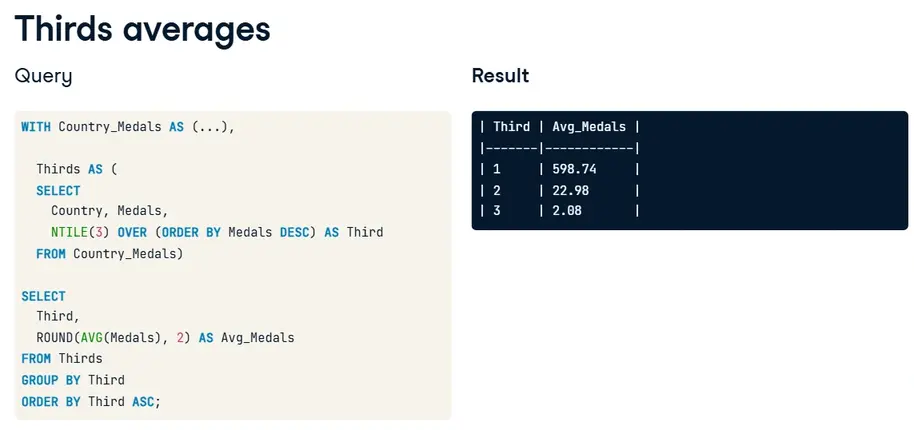 Thirds averages
Query
WITH Country_Medals AS (...),
Thirds AS (
SELECT
Country, Medals,
NTILE(3) OVER (ORDER BY Medals DESC) AS Third
FROM Country_Medals)
SELECT
Third,
ROUND(AVG(Medals), 2) AS Avg_Medals
FROM Thirds
GROUP BY Third
ORDER BY Third ASC;
Result
| Third | Avg_Medals |
|-------|------------|
| 1     | 598.74     |
| 2     | 22.98      |
| 3     | 2.08       |